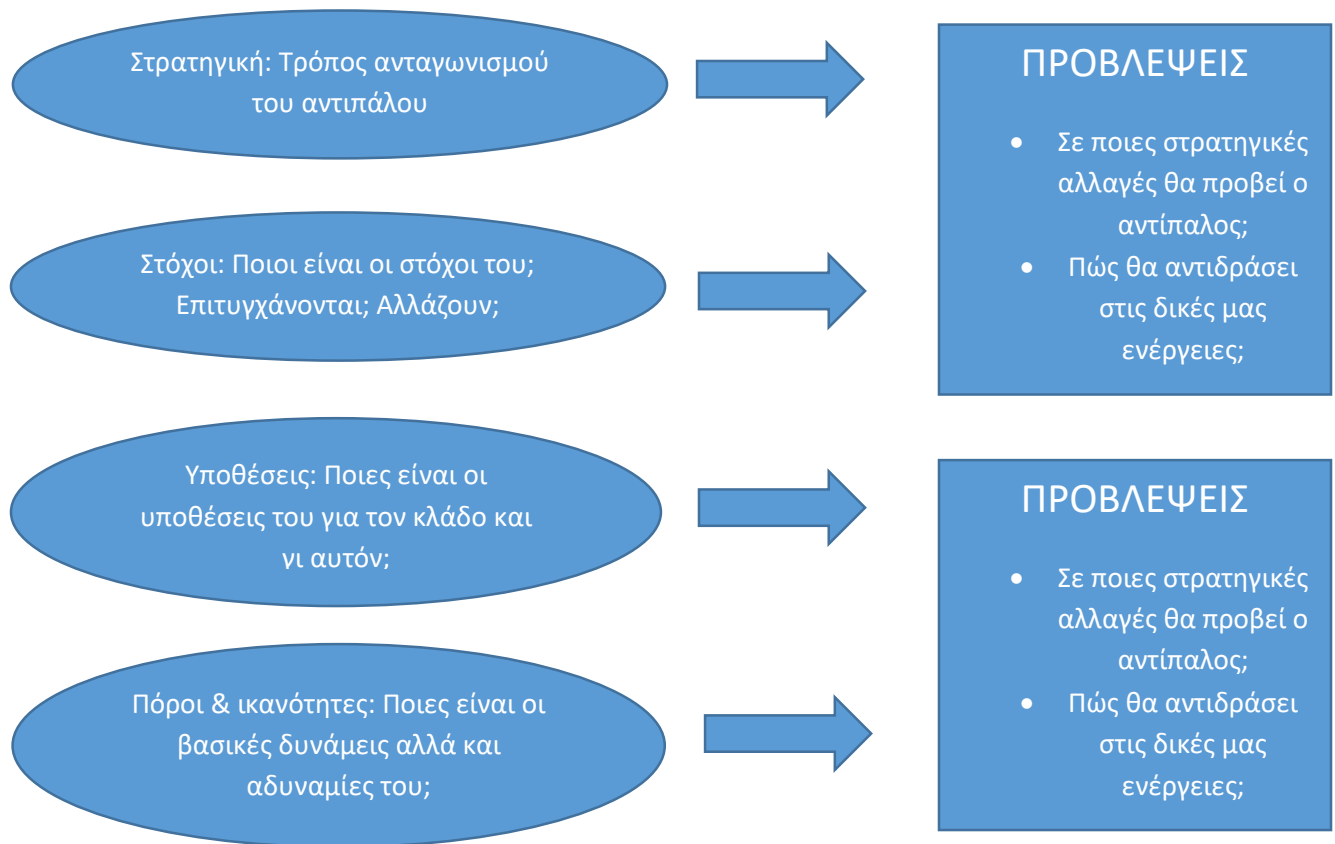 Στρατηγική: Τρόπος ανταγωνισμού
του αντιπάλου
Στόχοι: Ποιοι είναι οι στόχοι του;
Επιτυγχάνονται; Αλλάζουν;
Υποθέσεις: Ποιες είναι οι
υποθέσεις του για τον κλάδο και
γι αυτόν;
Πόροι & ικανότητες: Ποιες είναι οι
βασικές δυνάμεις αλλά και
αδυναμίες του;
ΠΡΟΒΛΕΨΕΙΣ
• Σε ποιες στρατηγικές
αλλαγές θα προβεί ο
αντίπαλος;
• Πώς θα αντιδράσει
στις δικές μας
ενέργειες;
ΠΡΟΒΛΕΨΕΙΣ
• Σε ποιες στρατηγικές
αλλαγές θα προβεί ο
αντίπαλος;
• Πώς θα αντιδράσει
στις δικές μας
ενέργειες;